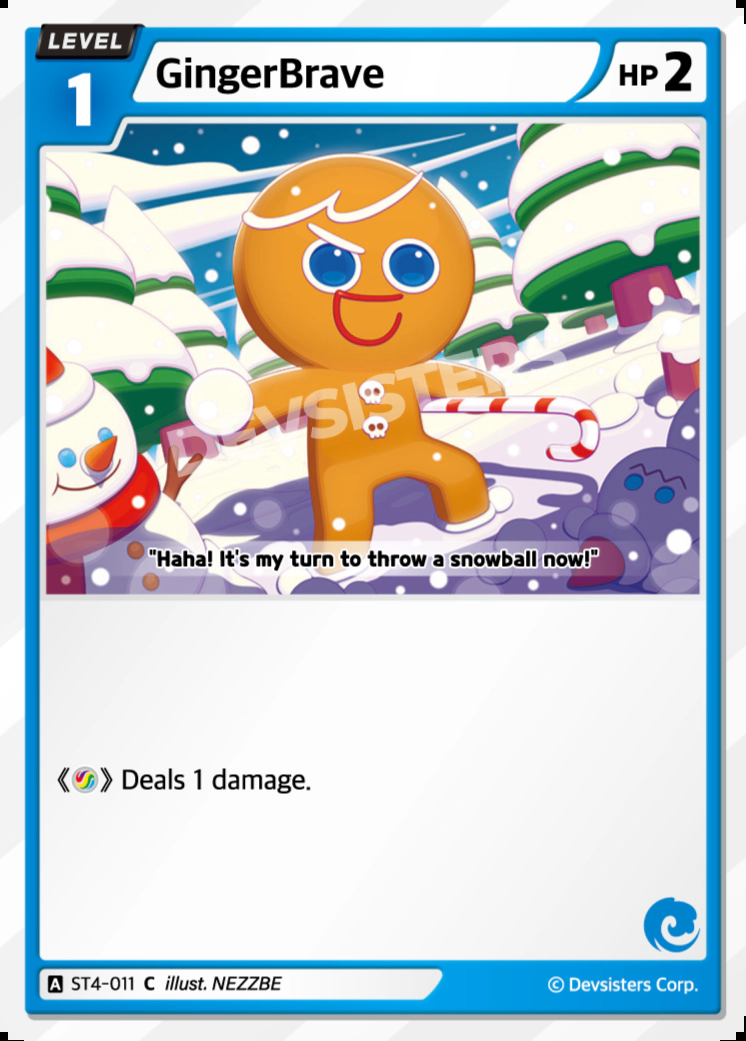 LEVEL
1
GingerBrave
HP 2
DEVSISTERS
"Haha! It's my turn to throw a snowball now!"
《》 Deals 1 damage.
A ST4-011 C illust. NEZZBE
© Devsisters Corp.